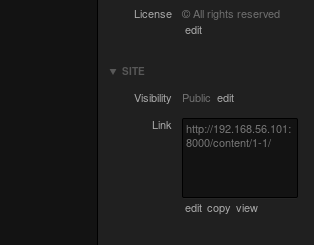 License © All rights reserved
edit
▼ SITE
Visibility Public edit
Link http://192.168.56.101:
8000/content/1-1/
edit copy view